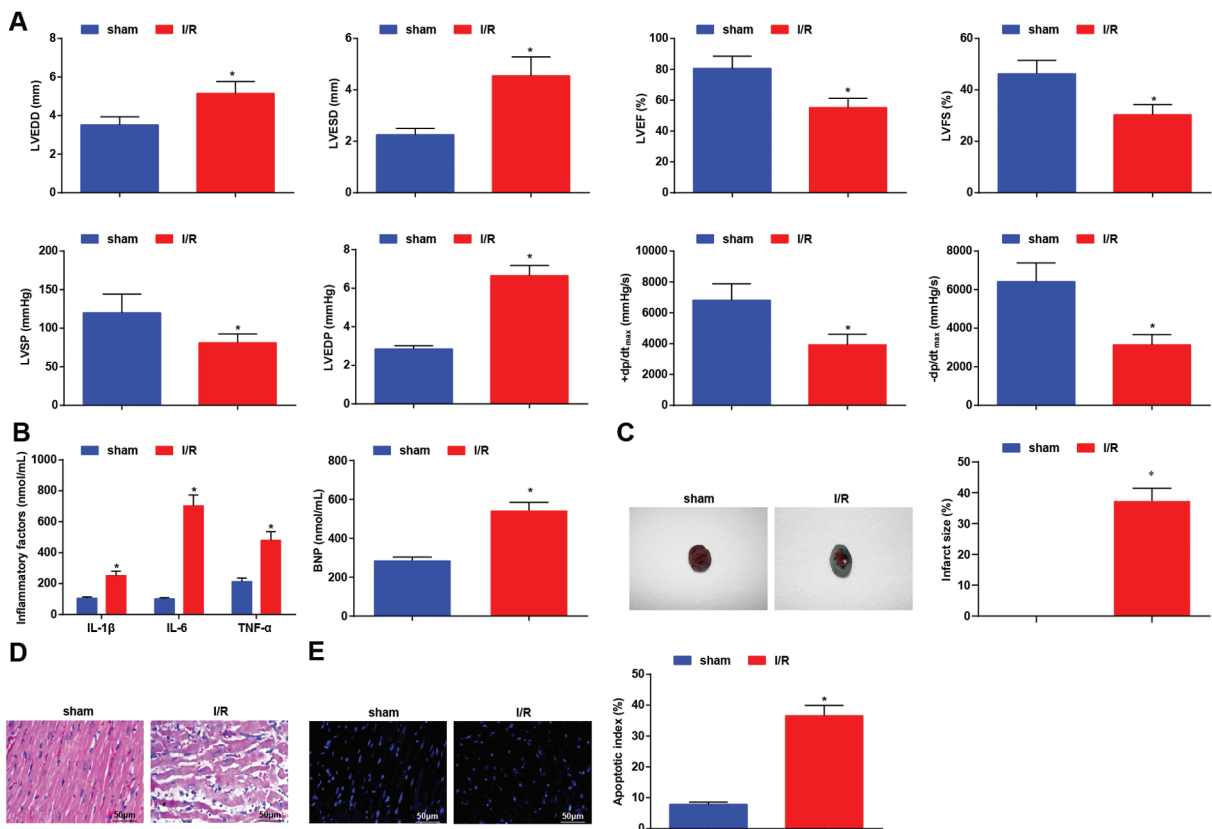 A
sham I/R
LVEDD (mm)
8
6
4
2
0
*
sham I/R
LVESD (mm)
6
4
2
0
*
sham I/R
LVEF (%)
100
80
60
40
20
0
*
sham I/R
LVFS (%)
60
40
20
0
*
sham I/R
LVSP (mmHg)
200
150
100
50
0
*
sham I/R
LVEDP (mmHg)
8
6
4
2
0
*
sham I/R
+dp/dt max (mmHg/s)
10000
8000
6000
4000
2000
0
*
sham I/R
-dp/dt max (mmHg/s)
8000
6000
4000
2000
0
*
B
sham I/R
Inflammatory factors (nmol/mL)
1000
800
600
400
200
0
* * *
IL-1β IL-6 TNF-α
sham I/R
BNP (nmol/mL)
800
600
400
200
0
*
C
sham I/R
sham I/R
Infarct size (%)
50
40
30
20
10
0
*
D
sham I/R
50μm 50μm
E
sham I/R
50μm 50μm
sham I/R
Apoptotic index (%)
50
40
30
20
10
0
*